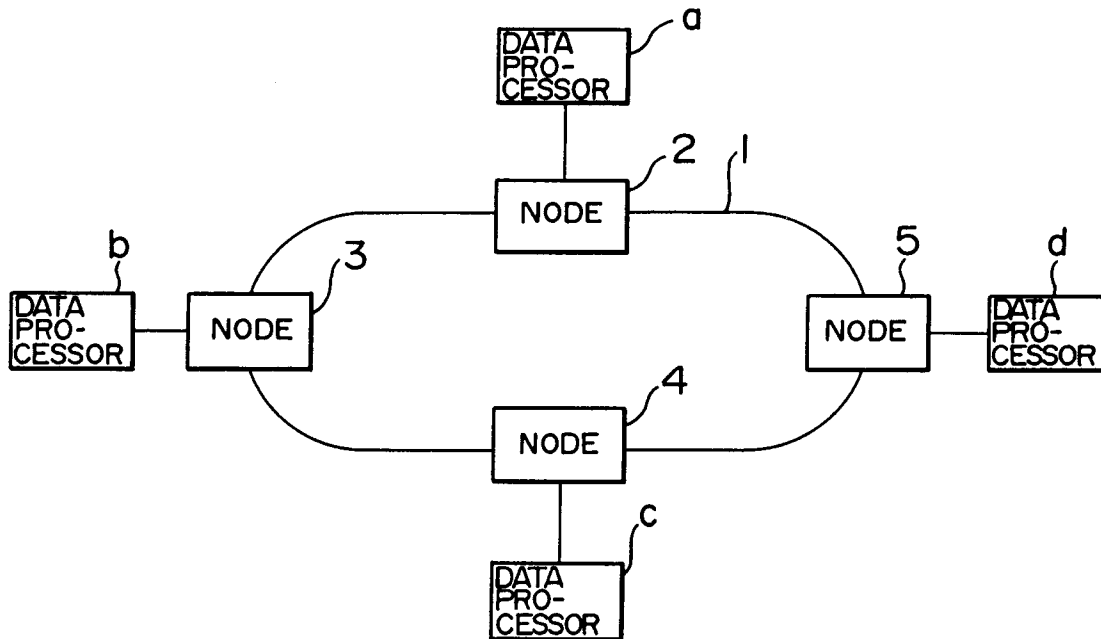 a
DATA
PRO-
CESSOR
2
1
NODE
b
3
5
d
DATA
PRO-
CESSOR
NODE
NODE
DATA
PRO-
CESSOR
4
NODE
c
DATA
PRO-
CESSOR